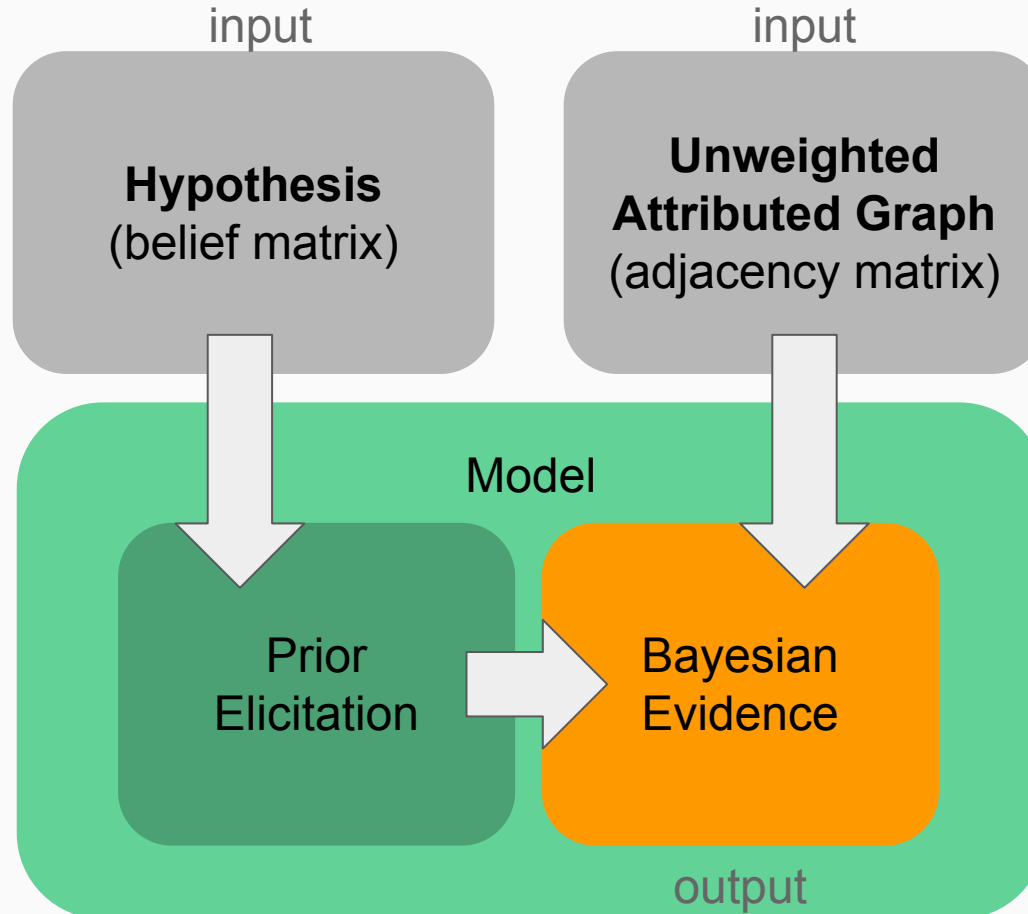 input
Hypothesis
(belief matrix)
input
Unweighted
Attributed Graph
(adjacency matrix)
Model
Prior
Elicitation
Bayesian
Evidence
output